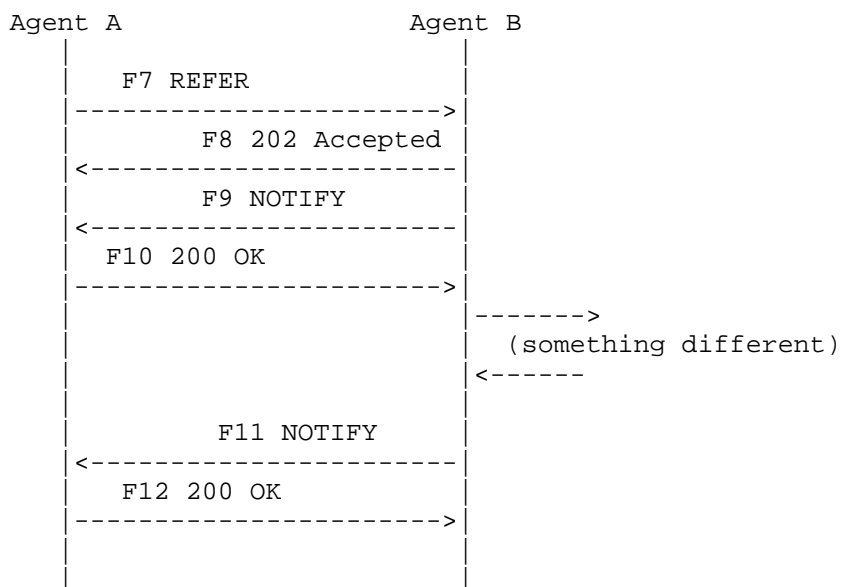 Agent A Agent B
F7 REFER
F8 202 Accepted
F9 NOTIFY
F10 200 OK
(something different)
F11 NOTIFY
F12 200 OK